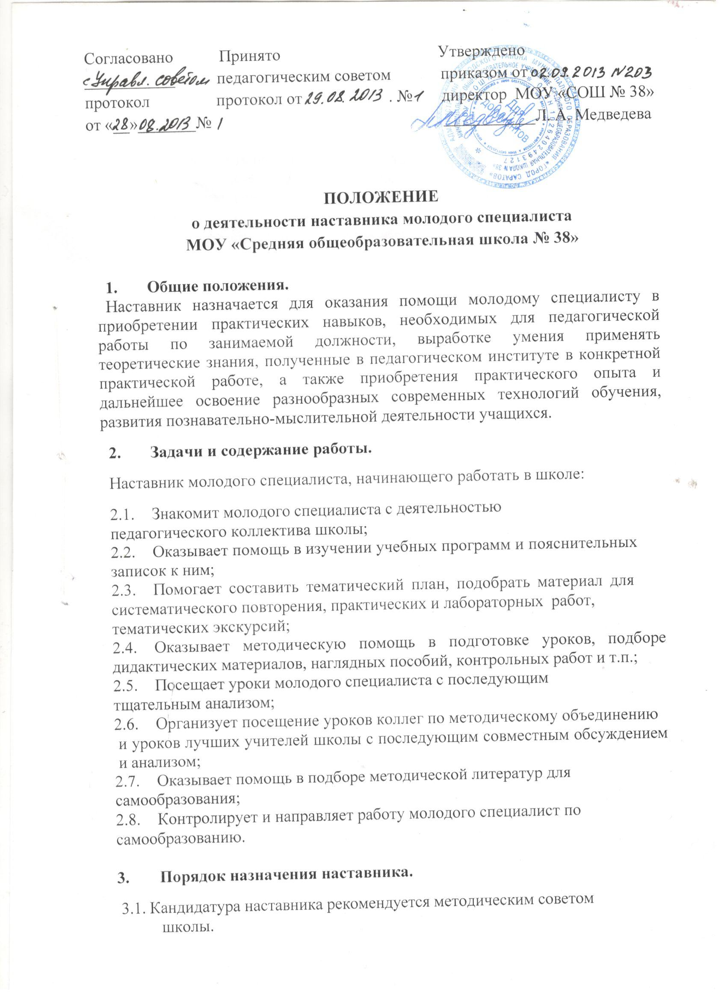 Согласовано
с Управл. советом
протокол
от «28» 08.2013 № 1
Принято
педагогическим советом
протокол от 29.08.2013 . № 1
Утверждено
приказом от 02.09.2013 N203
директор МОУ «СОШ № 38»
Л. А. Медведева
Для
документов
ПОЛОЖЕНИЕ
о деятельности наставника молодого специалиста
МОУ «Средняя общеобразовательная школа № 38»
1. Общие положения.
Наставник назначается для оказания помощи молодому специалисту в
приобретении практических навыков, необходимых для педагогической
работы по занимаемой должности, выработке умения применять
теоретические знания, полученные в педагогическом институте в конкретной
практической работе, а также приобретения практического опыта и
дальнейшее освоение разнообразных современных технологий обучения,
развития познавательно-мыслительной деятельности учащихся.
2. Задачи и содержание работы.
Наставник молодого специалиста, начинающего работать в школе:
2.1. Знакомит молодого специалиста с деятельностью
педагогического коллектива школы;
2.2. Оказывает помощь в изучении учебных программ и пояснительных
записок к ним;
2.3. Помогает составить тематический план, подобрать материал для
систематического повторения, практических и лабораторных работ,
тематических экскурсий;
2.4. Оказывает методическую помощь в подготовке уроков, подборе
дидактических материалов, наглядных пособий, контрольных работ и т.п.;
2.5. Посещает уроки молодого специалиста с последующим
тщательным анализом;
2.6. Организует посещение уроков коллег по методическому объединению
и уроков лучших учителей школы с последующим совместным обсуждением
и анализом;
2.7. Оказывает помощь в подборе методической литератур для
самообразования;
2.8. Контролирует и направляет работу молодого специалист по
самообразованию.
3. Порядок назначения наставника.
3.1. Кандидатура наставника рекомендуется методическим советом
школы.